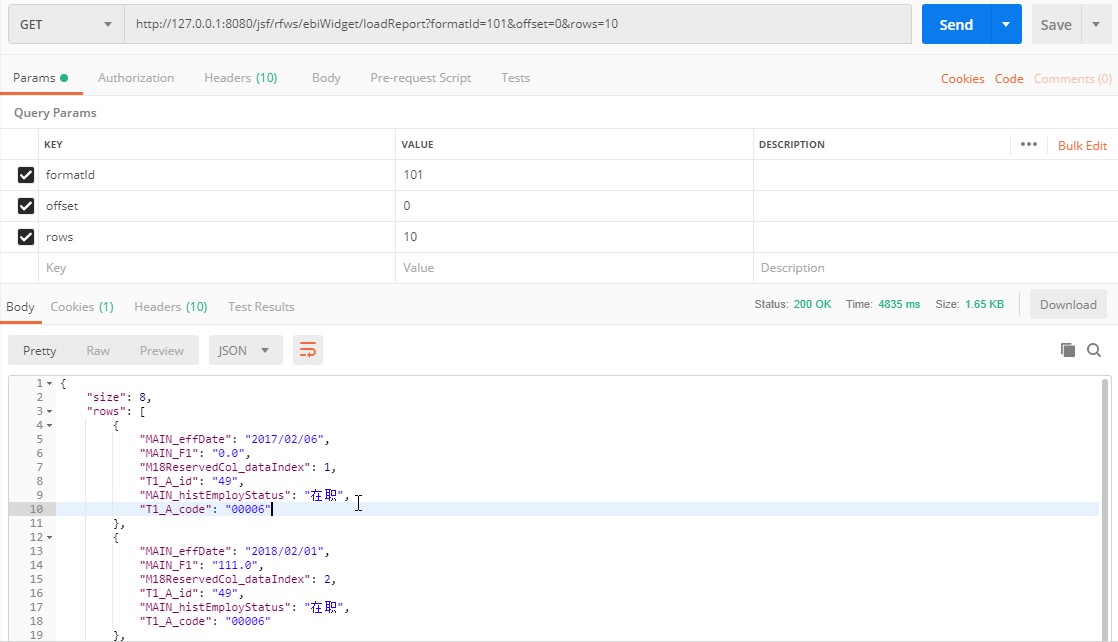 GET http://127.0.0.1:8080/jsf/rfws/ebiWidget/loadReport?formatId=101&offset=0&rows=10 Send Save
Params Authorization Headers (10) Body Pre-request Script Tests Cookies Code Comments (0)
Query Params
KEY VALUE DESCRIPTION ••• Bulk Edit
formatId 101
offset 0
rows 10
Key Value Description
Body Cookies (1) Headers (10) Test Results Status: 200 OK Time: 4835 ms Size: 1.65 KB Download
Pretty Raw Preview JSON
1 {
2 "size": 8,
3 "rows": [
4 {
5 "MAIN_effDate": "2017/02/06",
6 "MAIN_F1": "0.0",
7 "M18ReservedCol_dataIndex": 1,
8 "T1_A_id": "49",
9 "MAIN_histEmployStatus": "在职",
10 "T1_A_code": "00006"
11 },
12 {
13 "MAIN_effDate": "2018/02/01",
14 "MAIN_F1": "111.0",
15 "M18ReservedCol_dataIndex": 2,
16 "T1_A_id": "49",
17 "MAIN_histEmployStatus": "在职",
18 "T1_A_code": "00006"
19 },